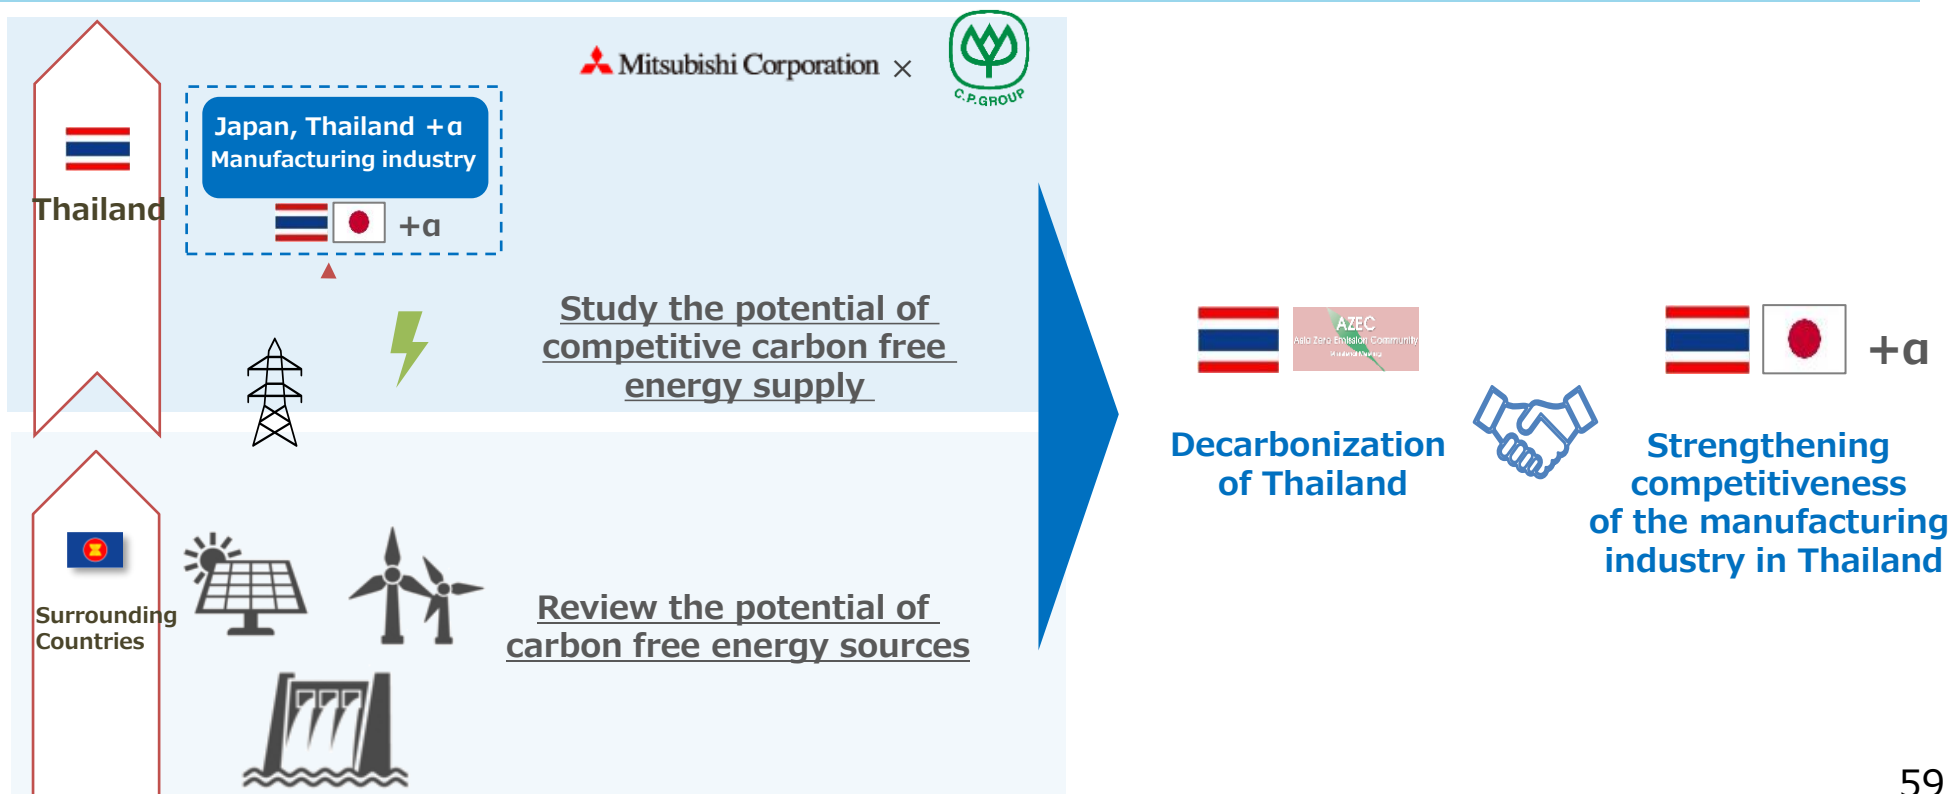 Mitsubishi Corporation ×
C.P.GROUP
Japan, Thailand +α
Manufacturing industry
+α
Thailand
Study the potential of
competitive carbon free
energy supply
Surrounding
Countries
Review the potential of
carbon free energy sources
AZEC
Asia Zero Emission Community
Decarbonization
of Thailand
+α
Strengthening
competitiveness
of the manufacturing
industry in Thailand
59